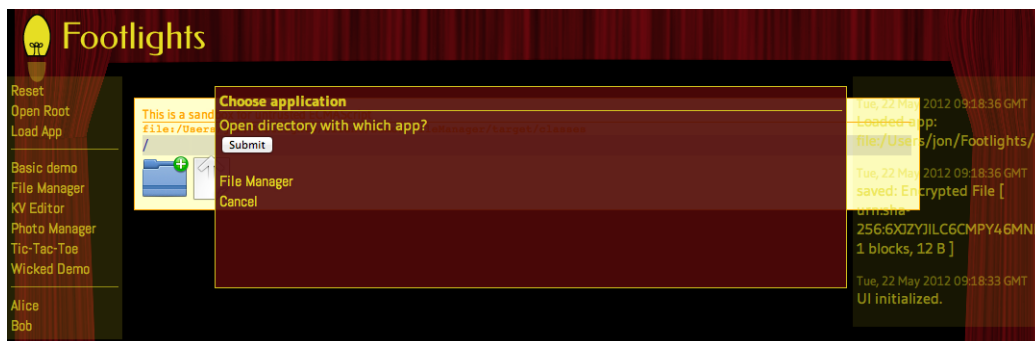 Footlights
Reset
Open Root
Load App
Basic demo
File Manager
KV Editor
Photo Manager
Tic-Tac-Toe
Wicked Demo
Alice
Bob
This is a sand
file:/Users
/
Choose application
Open directory with which app?
Submit
File Manager
Cancel
Tue, 22 May 2012 09:18:36 GMT
Loaded app:
file:/Users/jon/Footlights/
Tue, 22 May 2012 09:18:36 GMT
saved: Encrypted File [
urn:sha-
256:6XJZYJILC6CMPY46MN
1 blocks, 12 B ]
Tue, 22 May 2012 09:18:33 GMT
UI initialized.